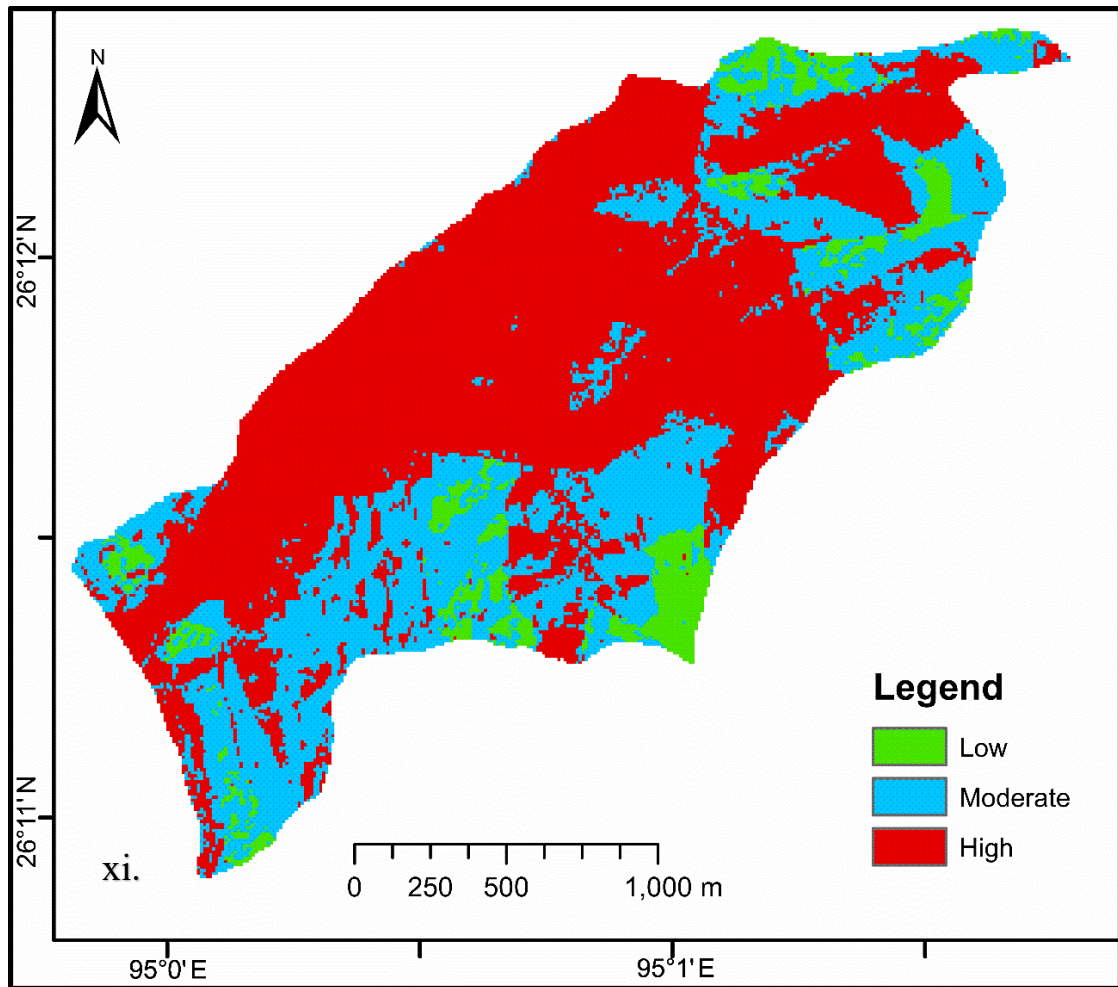 N
26°12' N
26°11' N
Legend
Low
Moderate
High
xi.
0 250 500 1,000 m
95°0' E 95°1' E